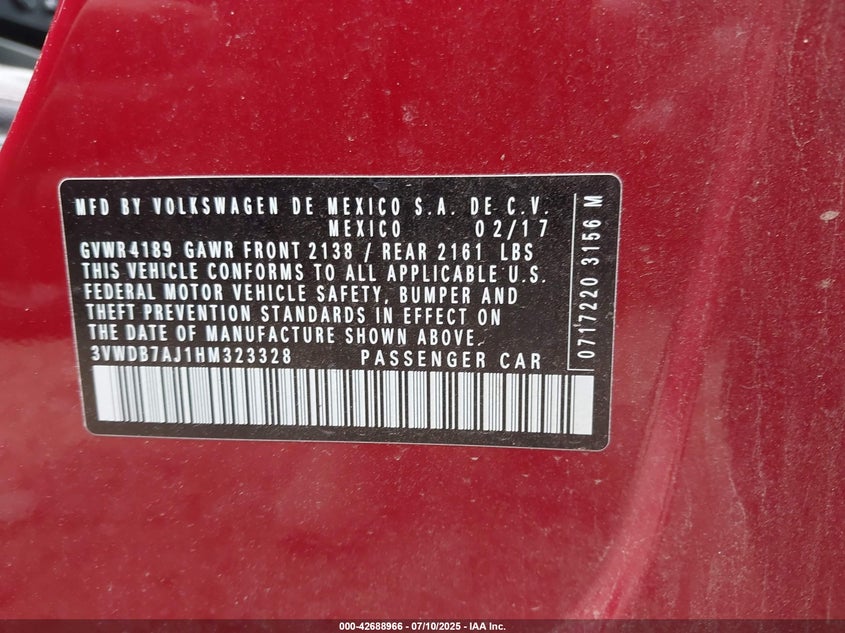 MFD BY VOLKSWAGEN DE MEXICO S.A. DE C.V.
MEXICO 02/17
GVWR4189 GAWR FRONT 2138 / REAR 2161 LBS
THIS VEHICLE CONFORMS TO ALL APPLICABLE U.S.
FEDERAL MOTOR VEHICLE SAFETY, BUMPER AND
THEFT PREVENTION STANDARDS IN EFFECT ON
THE DATE OF MANUFACTURE SHOWN ABOVE.
3VWDB7AJ1HM323328 PASSENGER CAR
0717220 3156 M
000-42688966 - 07/10/2025 - IAA Inc.